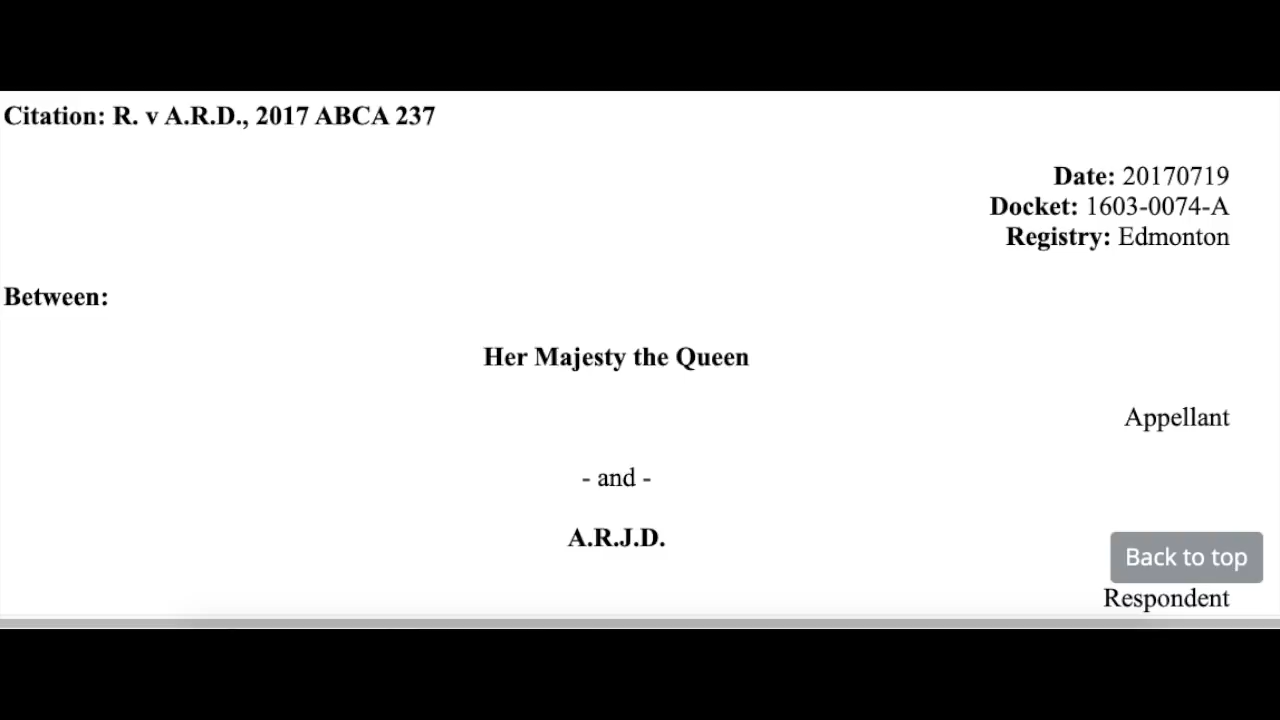 Citation: R. v A.R.D., 2017 ABCA 237
Date: 20170719
Docket: 1603-0074-A
Registry: Edmonton
Between:
Her Majesty the Queen
Appellant
- and -
A.R.J.D.
Back to top
Respondent